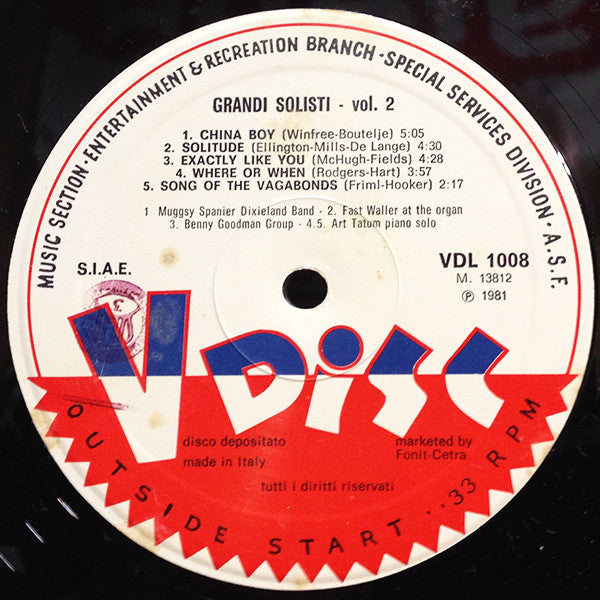 MUSIC SECTION·ENTERTAINMENT & RECREATION BRANCH·SPECIAL SERVICES DIVISION·A.S.F.
GRANDI SOLISTI - vol. 2
1. CHINA BOY (Winfree-Boutelje) 5:05
2. SOLITUDE (Ellington-Mills-De Lange) 4:30
3. EXACTLY LIKE YOU (McHugh-Fields) 4:28
4. WHERE OR WHEN (Rodgers-Hart) 3:57
5. SONG OF THE VAGABONDS (Friml-Hooker) 2:17
1 Muggsy Spanier Dixieland Band - 2. Fast Waller at the organ
3. Benny Goodman Group - 4.5. Art Tatum piano solo
S.I.A.E.
VDL 1008
M. 13812
℗ 1981
V DiSC
disco depositato
made in Italy
marketed by
Fonit-Cetra
tutti i diritti riservati
OUTSIDE START..33 RPM